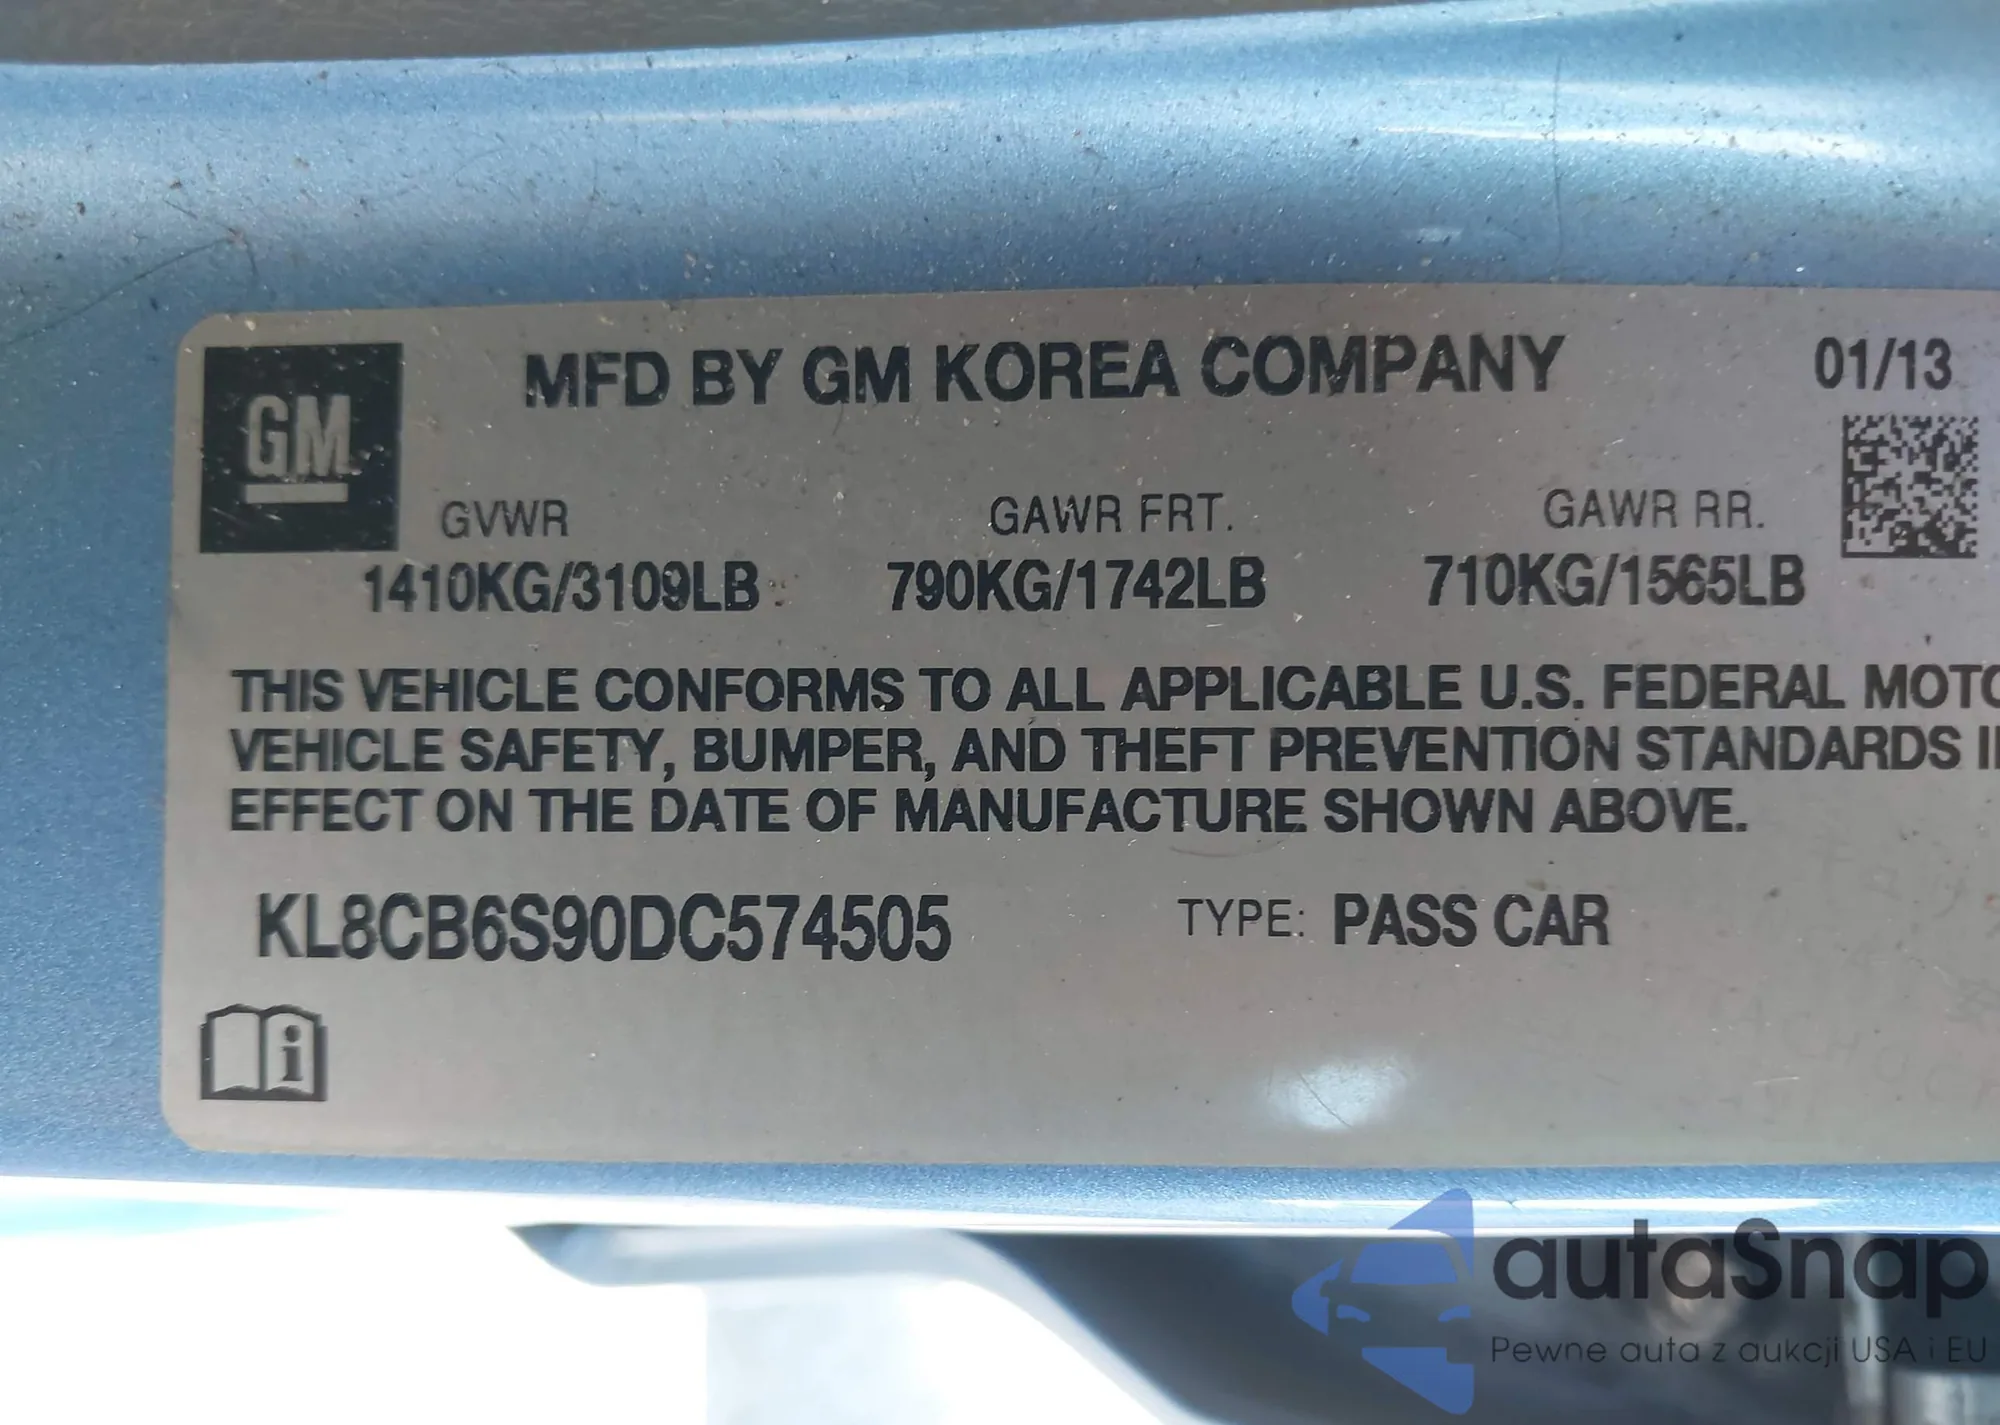 GM
MFD BY GM KOREA COMPANY 01/13
GVWR GAWR FRT. GAWR RR.
1410KG/3109LB 790KG/1742LB 710KG/1565LB
THIS VEHICLE CONFORMS TO ALL APPLICABLE U.S. FEDERAL MOTO
VEHICLE SAFETY, BUMPER, AND THEFT PREVENTION STANDARDS I
EFFECT ON THE DATE OF MANUFACTURE SHOWN ABOVE.
KL8CB6S90DC574505 TYPE: PASS CAR
i
autaSnap
Pewne auta z aukcji USA i EU